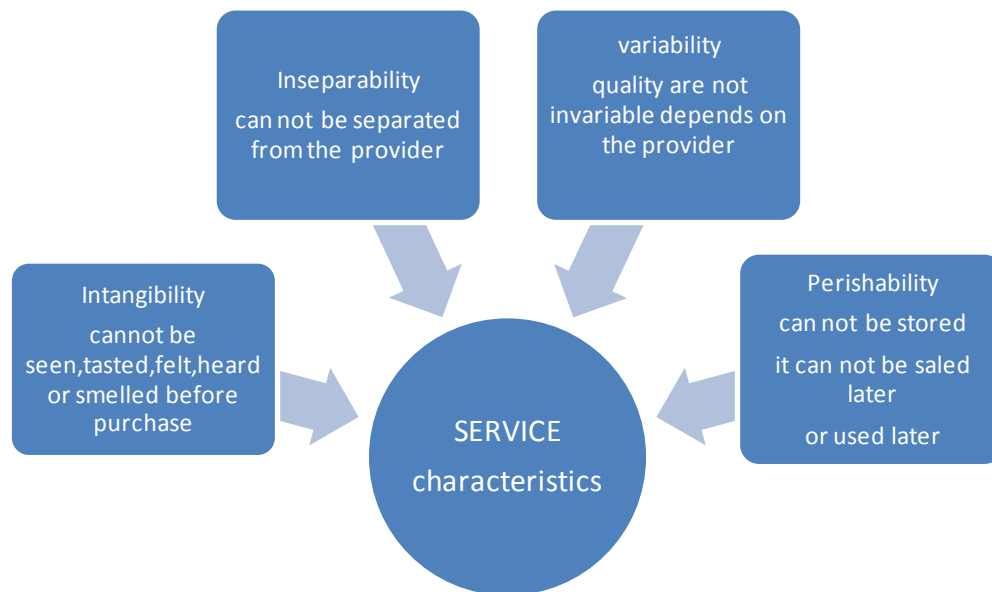 Inseparability
can not be separated
from the provider
variability
quality are not
invariable depends on
the provider
Intangibility
cannot be
seen,tasted,felt,heard
or smelled before
purchase
Perishability
can not be stored
it can not be saled
later
or used later
SERVICE
characteristics